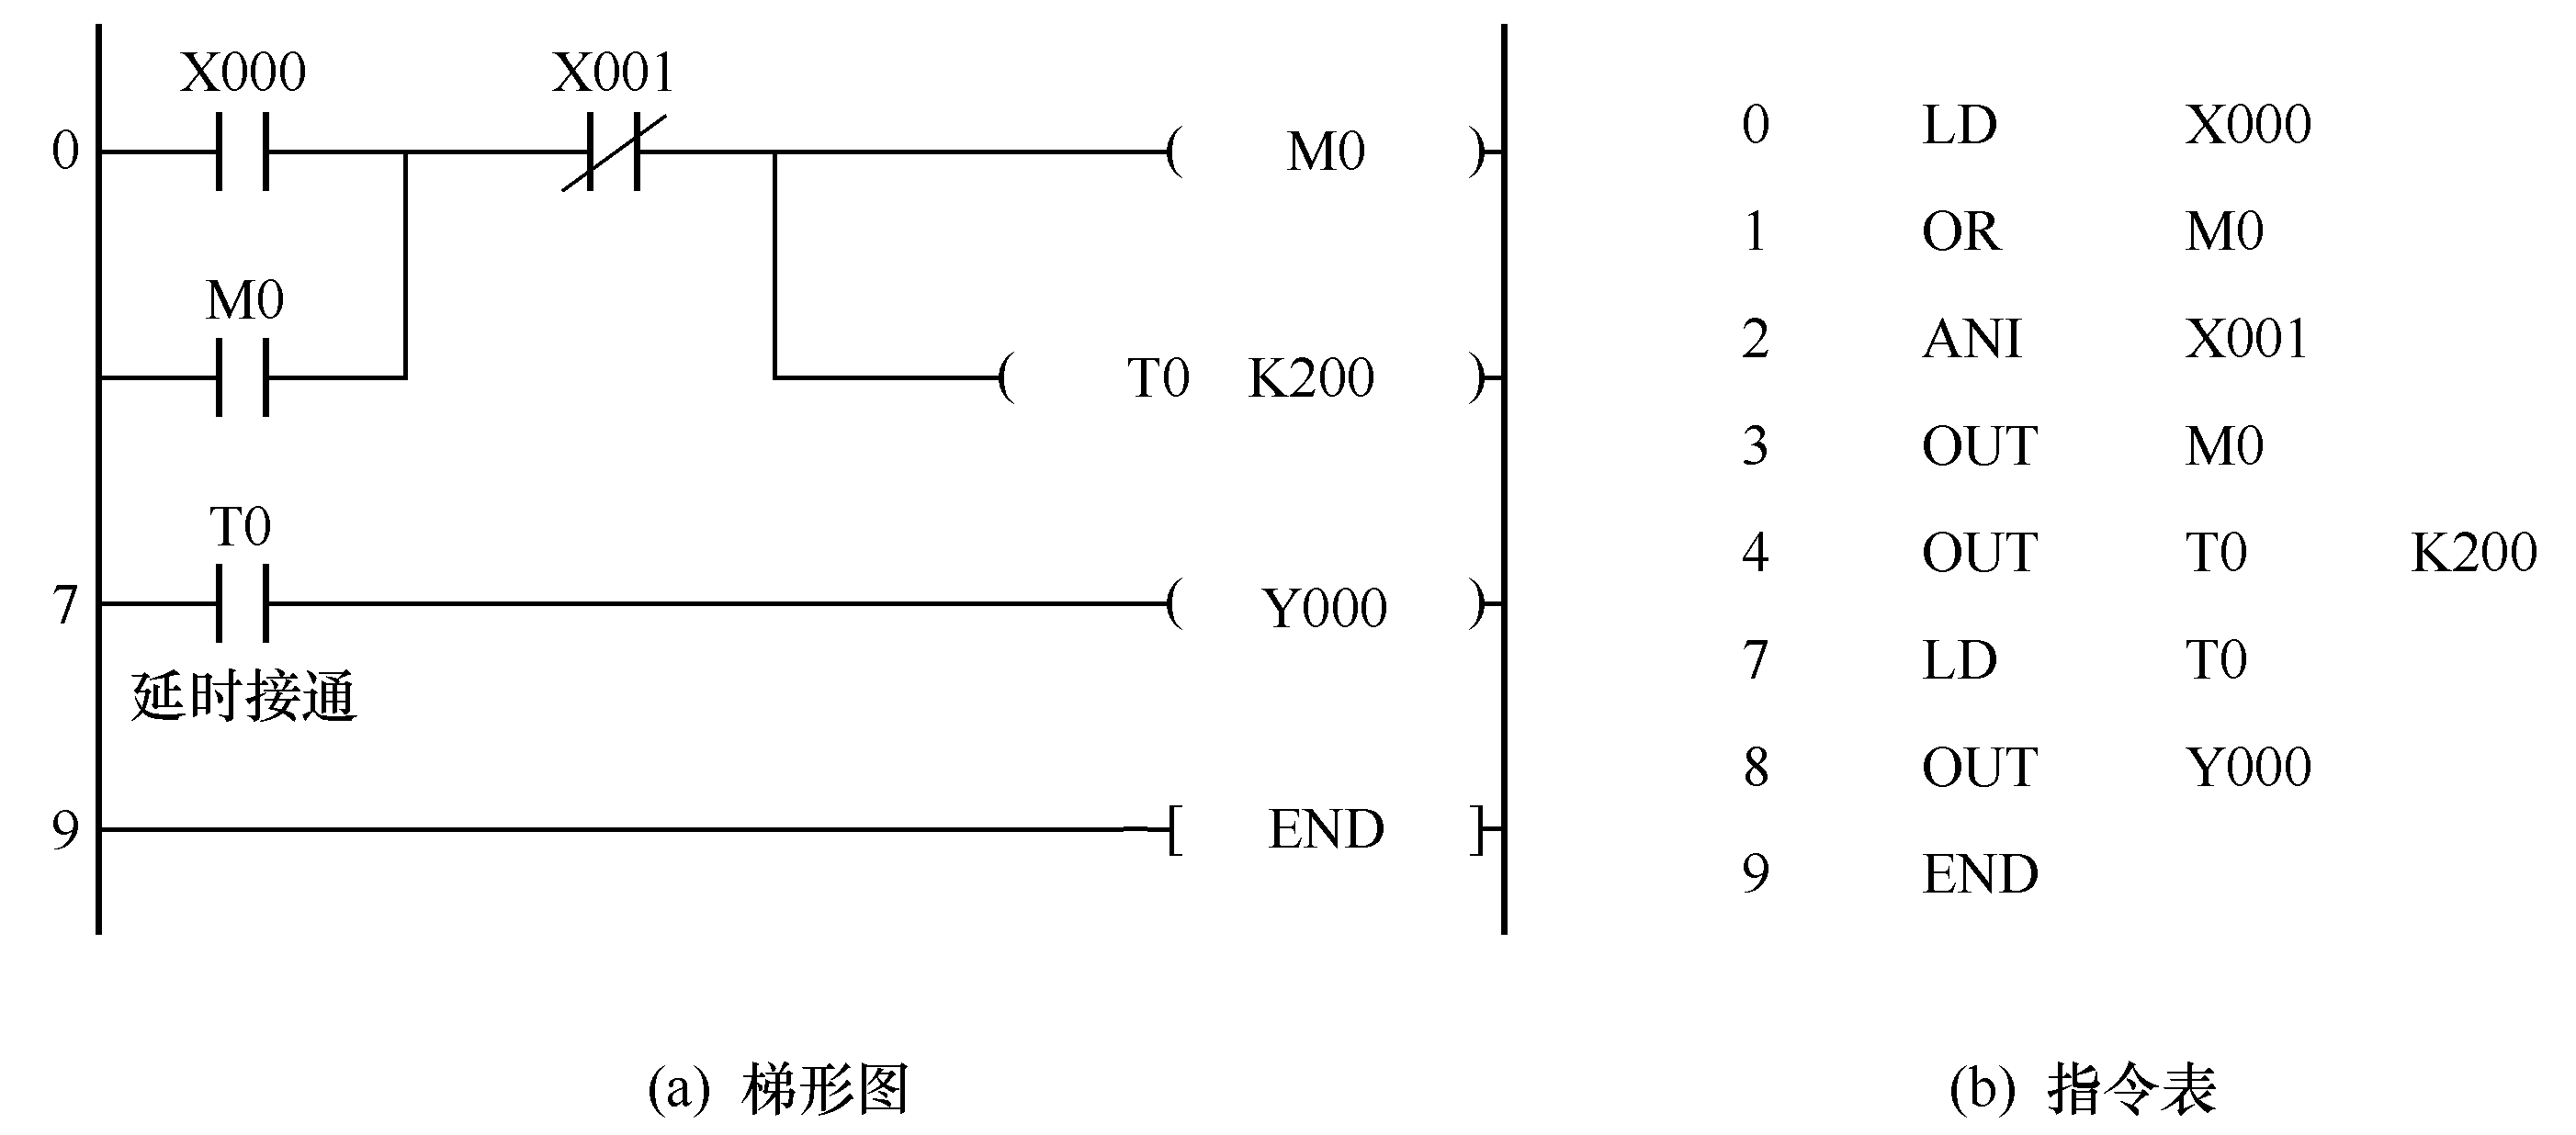 X000 X001
0 ( M0 )
M0
( T0 K200 )
T0
7 ( Y000 )
延时接通
9 [ END ]
(a) 梯形图
0 LD X000
1 OR M0
2 ANI X001
3 OUT M0
4 OUT T0 K200
7 LD T0
8 OUT Y000
9 END
(b) 指令表